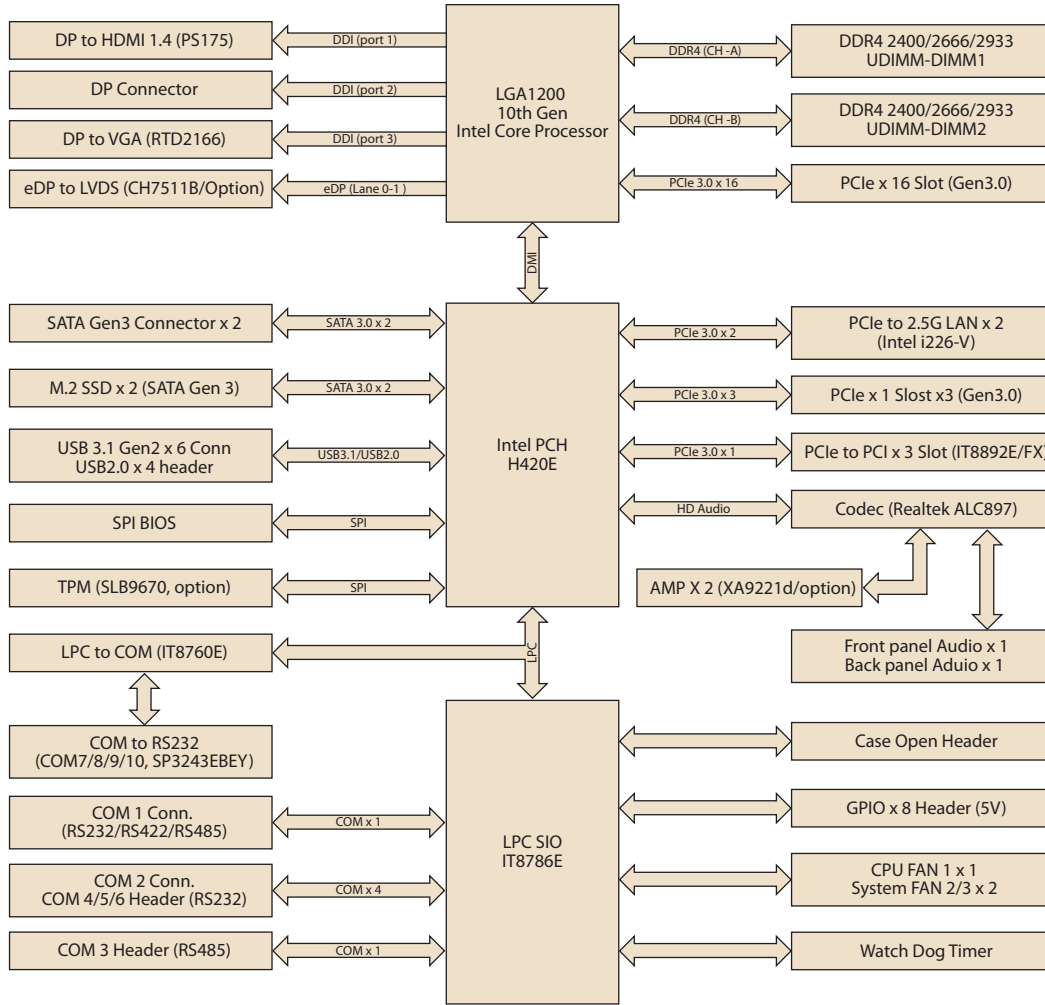 DP to HDMI 1.4 (PS175)
DDI (port 1)
DP Connector
DDI (port 2)
DP to VGA (RTD2166)
DDI (port 3)
eDP to LVDS (CH7511B/Option)
eDP (Lane 0-1 )
LGA1200
10th Gen
Intel Core Processor
DDR4 (CH -A)
DDR4 2400/2666/2933
UDIMM-DIMM1
DDR4 (CH -B)
DDR4 2400/2666/2933
UDIMM-DIMM2
PCIe 3.0 x 16
PCIe x 16 Slot (Gen3.0)
DMI
SATA Gen3 Connector x 2
SATA 3.0 x 2
M.2 SSD x 2 (SATA Gen 3)
SATA 3.0 x 2
USB 3.1 Gen2 x 6 Conn
USB2.0 x 4 header
USB3.1/USB2.0
SPI BIOS
SPI
TPM (SLB9670, option)
SPI
Intel PCH
H420E
PCIe 3.0 x 2
PCIe to 2.5G LAN x 2
(Intel i226-V)
PCIe 3.0 x 3
PCIe x 1 Slost x3 (Gen3.0)
PCIe 3.0 x 1
PCIe to PCI x 3 Slot (IT8892E/FX)
HD Audio
Codec (Realtek ALC897)
AMP X 2 (XA9221d/option)
Front panel Audio x 1
Back panel Aduio x 1
LPC to COM (IT8760E)
LPC
COM to RS232
(COM7/8/9/10, SP3243EBEY)
COM 1 Conn.
(RS232/RS422/RS485)
COM x 1
COM 2 Conn.
COM 4/5/6 Header (RS232)
COM x 4
COM 3 Header (RS485)
COM x 1
LPC SIO
IT8786E
Case Open Header
GPIO x 8 Header (5V)
CPU FAN 1 x 1
System FAN 2/3 x 2
Watch Dog Timer